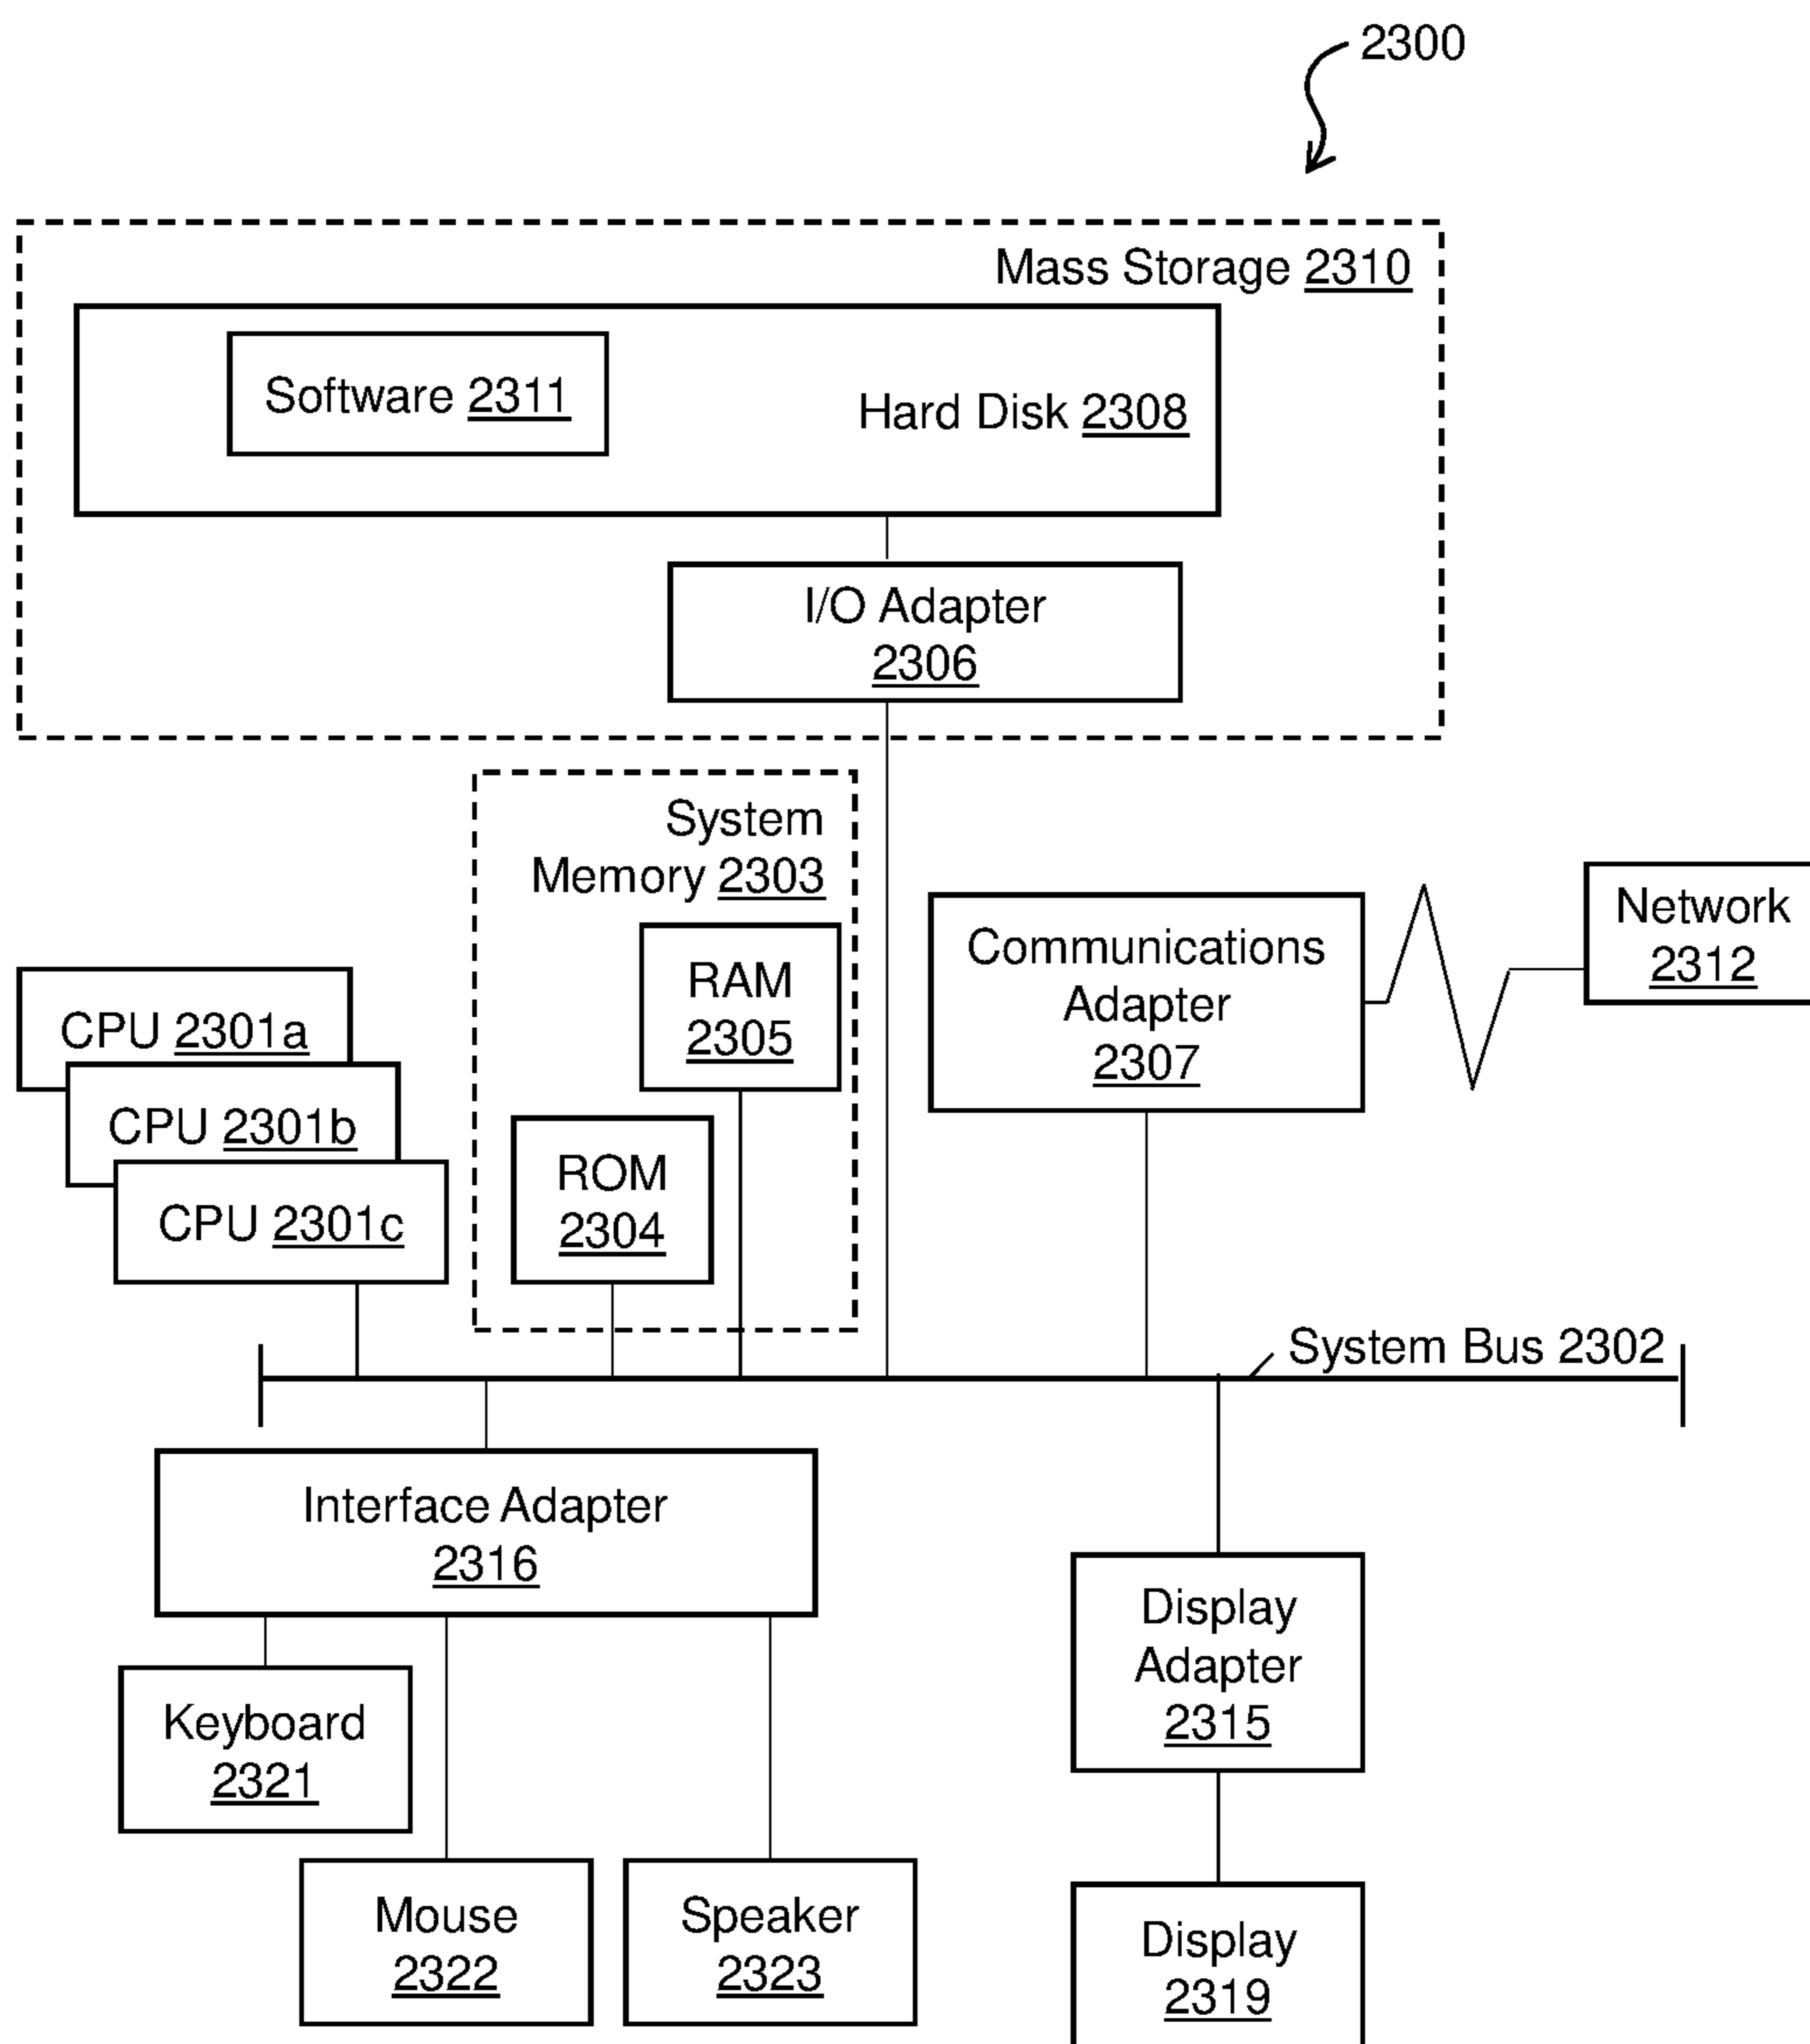 2300
Mass Storage 2310
Software 2311
Hard Disk 2308
I/O Adapter
2306
System
Memory 2303
RAM
2305
ROM
2304
CPU 2301a
CPU 2301b
CPU 2301c
Communications
Adapter
2307
Network
2312
System Bus 2302
Interface Adapter
2316
Keyboard
2321
Mouse
2322
Speaker
2323
Display
Adapter
2315
Display
2319